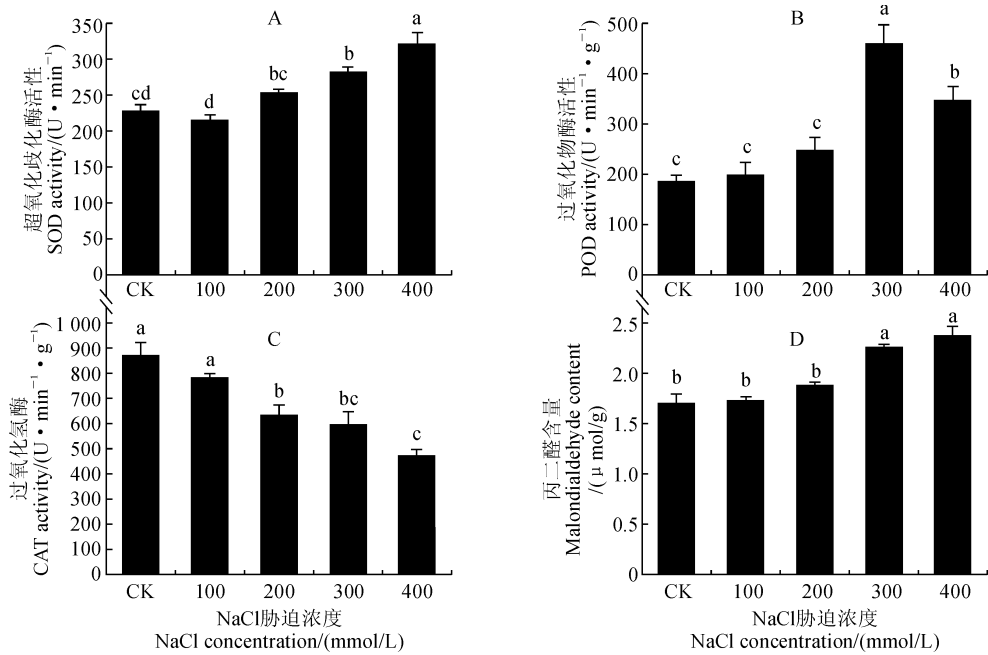 A
超氧化歧化酶活性
SOD activity/(U·min⁻¹)
350
300
250
200
150
100
50
0
cd
d
bc
b
a
CK 100 200 300 400
B
过氧化物酶活性
POD activity/(U·min⁻¹·g⁻¹)
500
400
300
200
100
0
c
c
c
a
b
CK 100 200 300 400
C
过氧化氢酶
CAT activity/(U·min⁻¹·g⁻¹)
1 000
900
800
700
600
500
400
300
200
100
0
a
a
b
bc
c
CK 100 200 300 400
NaCl胁迫浓度
NaCl concentration/(mmol/L)
D
丙二醛含量
Malondialdehyde content
/(μ mol/g)
2.5
2.0
1.5
1.0
0.5
0
b
b
b
a
a
CK 100 200 300 400
NaCl胁迫浓度
NaCl concentration/(mmol/L)